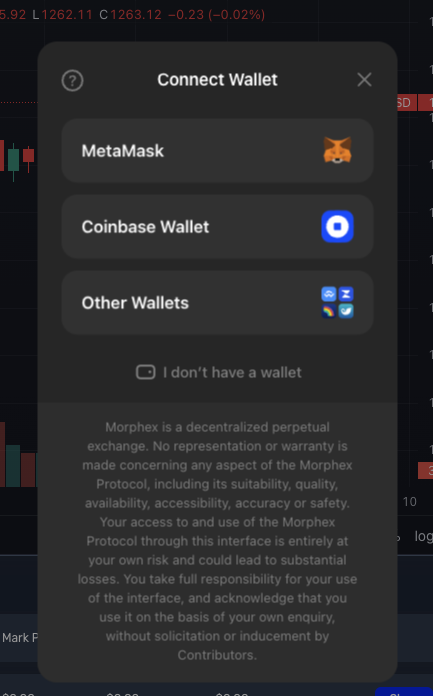 5.92 L1262.11 C1263.12 −0.23 (−0.02%)
Connect Wallet
SD
MetaMask
Coinbase Wallet
Other Wallets
I don’t have a wallet
Morphex is a decentralized perpetual
exchange. No representation or warranty is
made concerning any aspect of the Morphex
Protocol, including its suitability, quality,
availability, accessibility, accuracy or safety.
Your access to and use of the Morphex
Protocol through this interface is entirely at
your own risk and could lead to substantial
losses. You take full responsibility for your use
of the interface, and acknowledge that you
use it on the basis of your own enquiry,
without solicitation or inducement by
Contributors.
10
log
Mark P